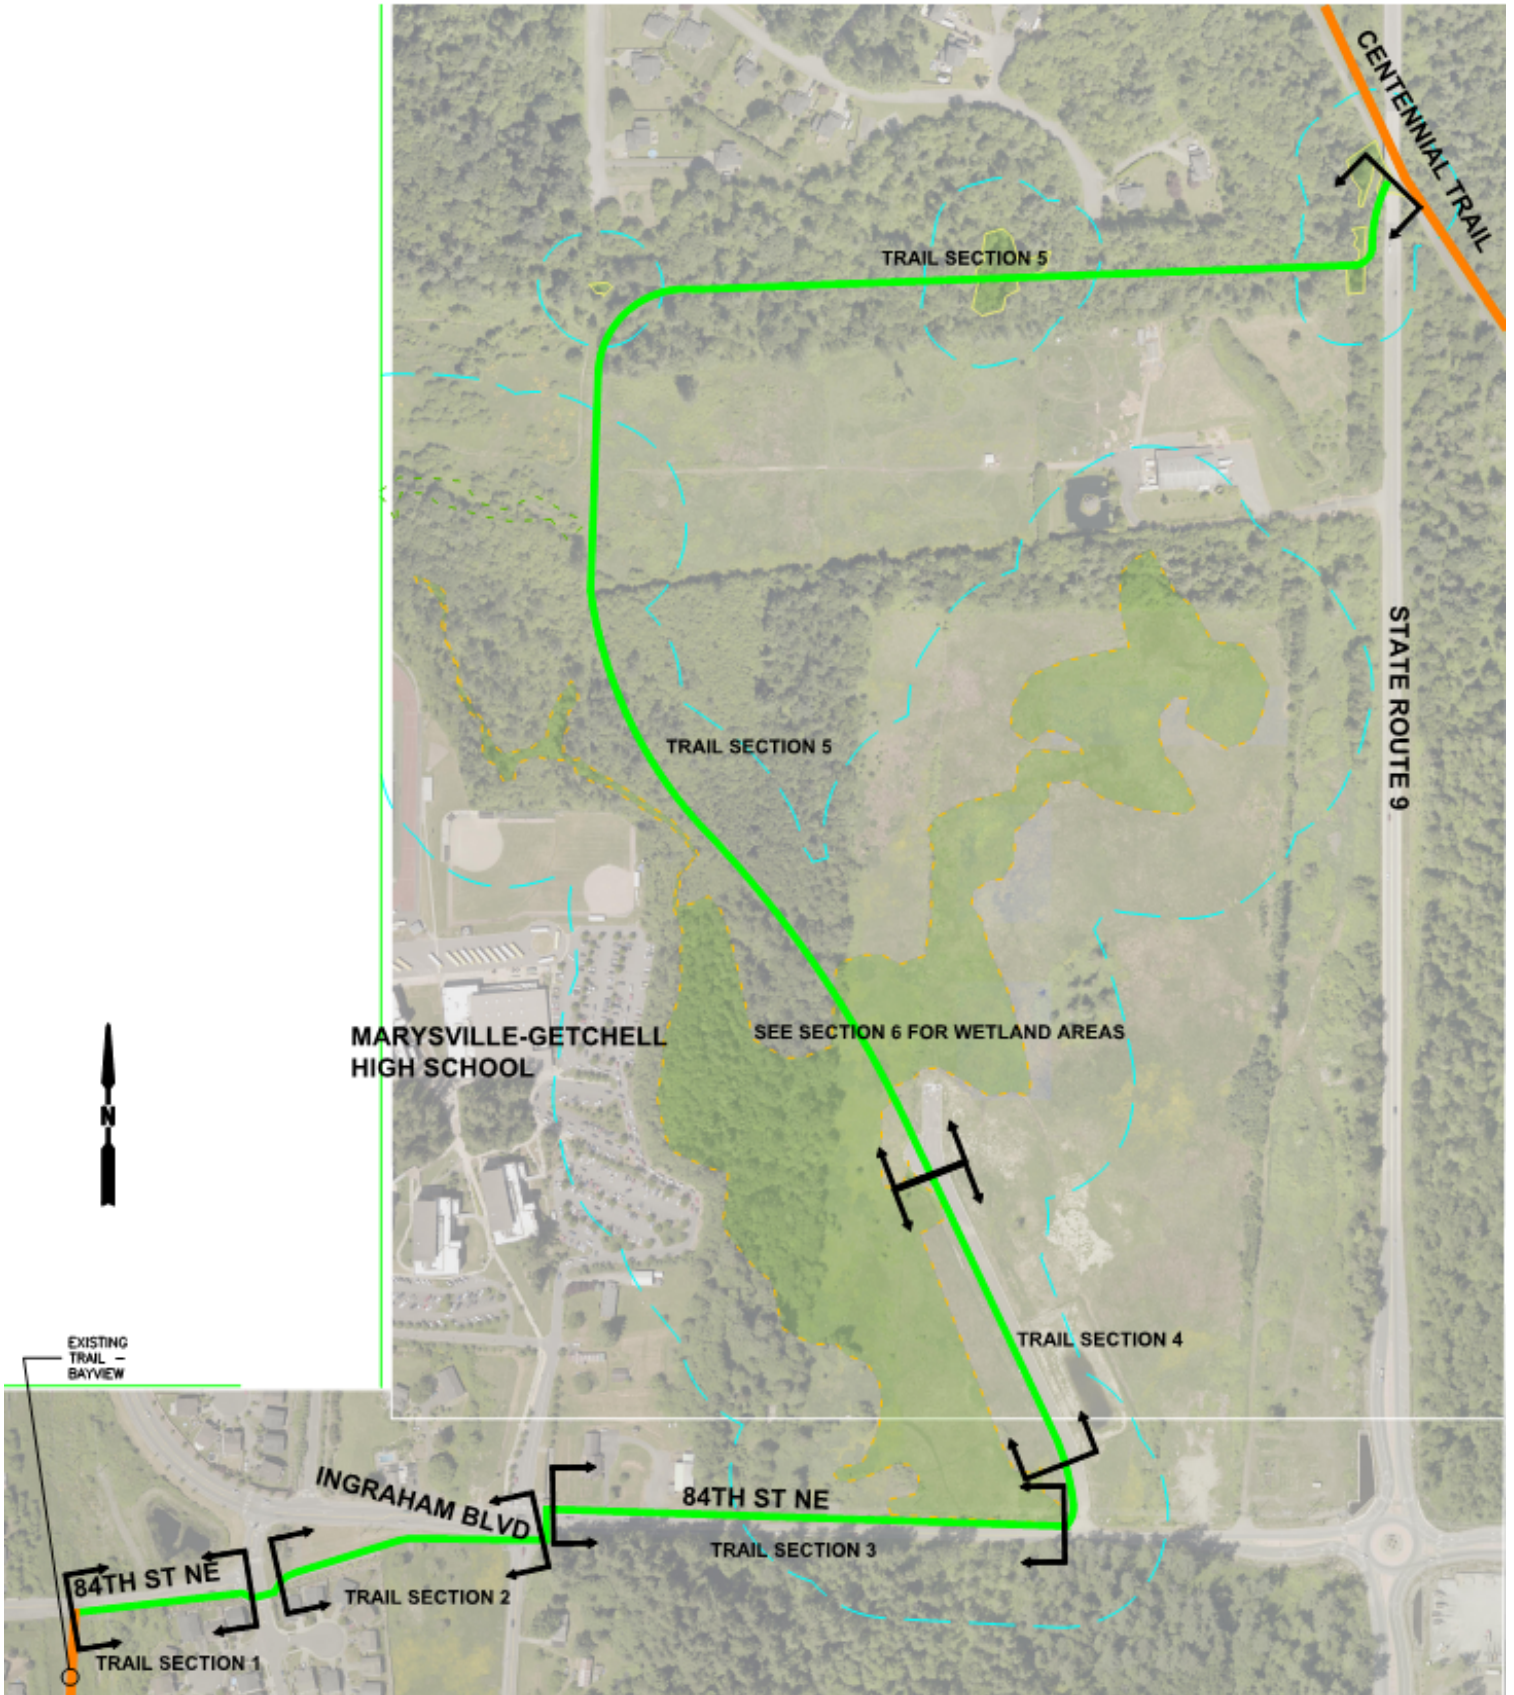 CENTENNIAL TRAIL
TRAIL SECTION 5
STATE ROUTE 9
TRAIL SECTION 5
SEE SECTION 6 FOR WETLAND AREAS
MARYSVILLE-GETCHELL
HIGH SCHOOL
N
TRAIL SECTION 4
EXISTING
TRAIL –
BAYVIEW
INGRAHAM BLVD
84TH ST NE
TRAIL SECTION 3
84TH ST NE
TRAIL SECTION 2
TRAIL SECTION 1